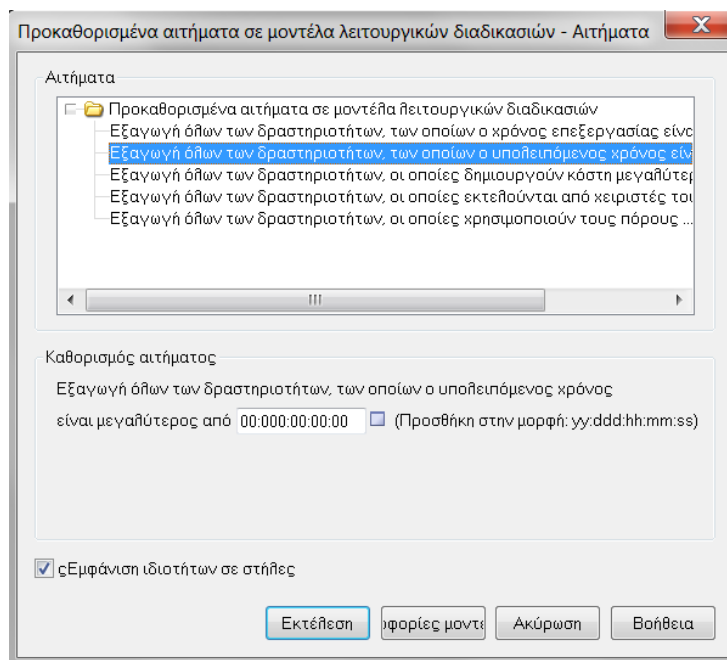 Προκαθορισμένα αιτήματα σε μοντέλα λειτουργικών διαδικασιών - Αιτήματα
Αιτήματα
Προκαθορισμένα αιτήματα σε μοντέλα λειτουργικών διαδικασιών
Εξαγωγή όλων των δραστηριοτήτων, των οποίων ο χρόνος επεξεργασίας είνα
Εξαγωγή όλων των δραστηριοτήτων, των οποίων ο υπολειπόμενος χρόνος είν
Εξαγωγή όλων των δραστηριοτήτων, οι οποίες δημιουργούν κόστη μεγαλύτερ
Εξαγωγή όλων των δραστηριοτήτων, οι οποίες εκτελούνται από χειριστές του
Εξαγωγή όλων των δραστηριοτήτων, οι οποίες χρησιμοποιούν τους πόρους ...
Καθορισμός αιτήματος
Εξαγωγή όλων των δραστηριοτήτων, των οποίων ο υπολειπόμενος χρόνος
είναι μεγαλύτερος από 00:000:00:00:00 (Προσθήκη στην μορφή: yy:ddd:hh:mm:ss)
ςΕμφάνιση ιδιοτήτων σε στήλες
Εκτέλεση οφορίες μοντέ Ακύρωση Βοήθεια